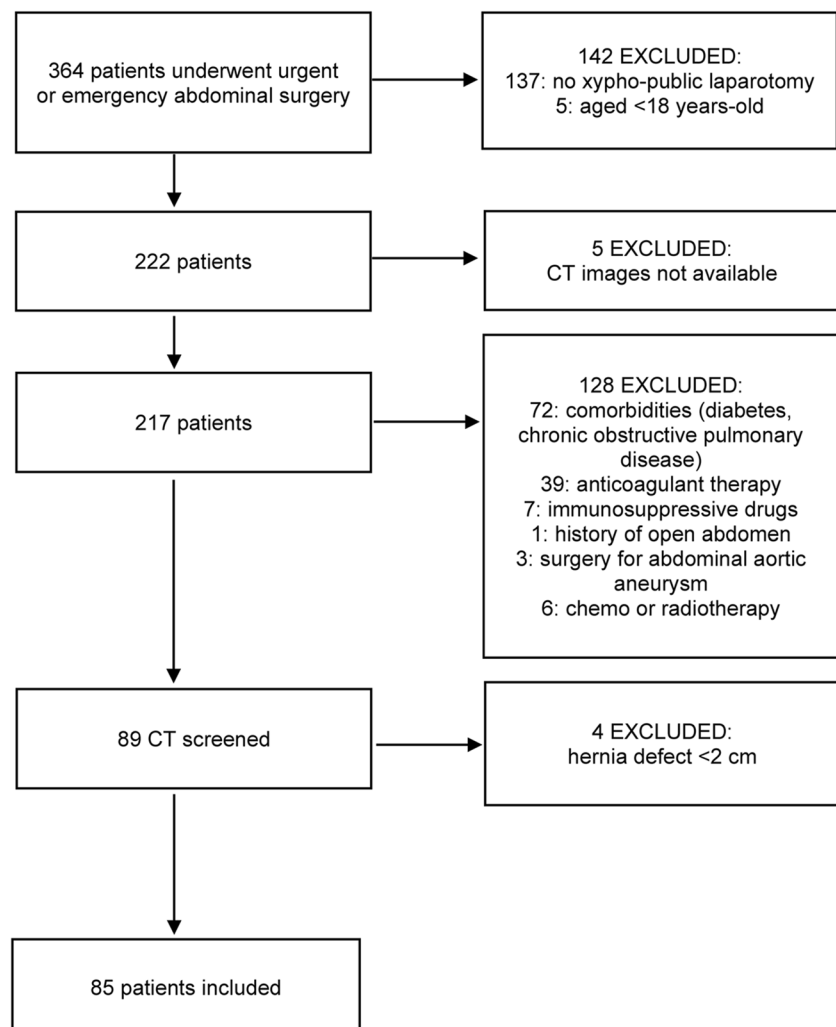 364 patients underwent urgent
or emergency abdominal surgery
142 EXCLUDED:
137: no xypho-public laparotomy
5: aged <18 years-old
222 patients
5 EXCLUDED:
CT images not available
217 patients
128 EXCLUDED:
72: comorbidities (diabetes,
chronic obstructive pulmonary
disease)
39: anticoagulant therapy
7: immunosuppressive drugs
1: history of open abdomen
3: surgery for abdominal aortic
aneurysm
6: chemo or radiotherapy
89 CT screened
4 EXCLUDED:
hernia defect <2 cm
85 patients included